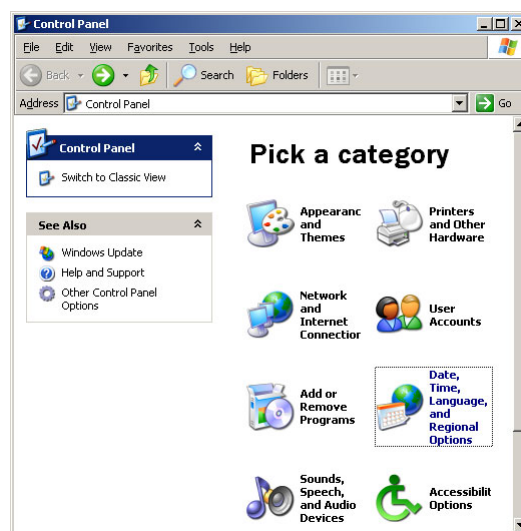 Control Panel
File Edit View Favorites Tools Help
Back Search Folders
Address Control Panel Go
Control Panel
Switch to Classic View
See Also
Windows Update
Help and Support
Other Control Panel
Options
Pick a category
Appearanc
and
Themes
Printers
and Other
Hardware
Network
and
Internet
Connection
User
Accounts
Add or
Remove
Programs
Date,
Time,
Language,
and
Regional
Options
Sounds,
Speech,
and Audio
Devices
Accessibilit
Options